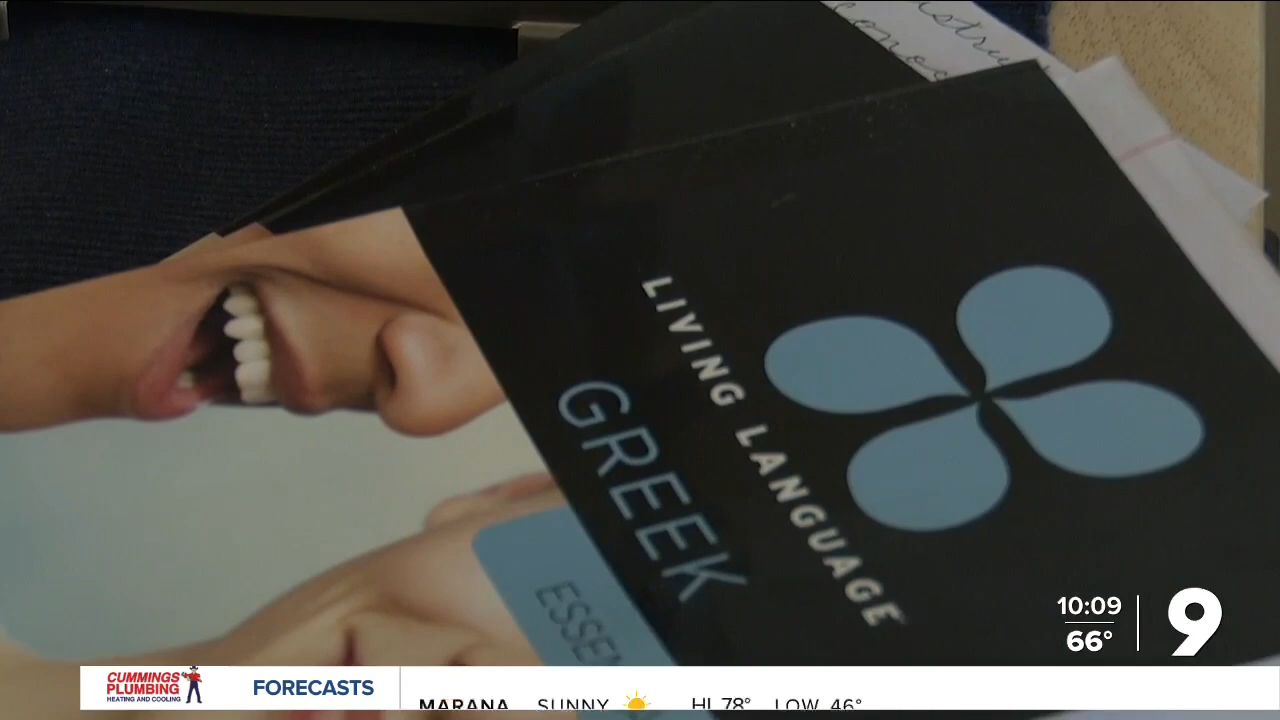 LIVING LANGUAGE
GREEK
10:09
66°
9
CUMMINGS
PLUMBING
HEATING AND COOLING
FORECASTS
MARANA SUNNY HI 78° LOW 46°